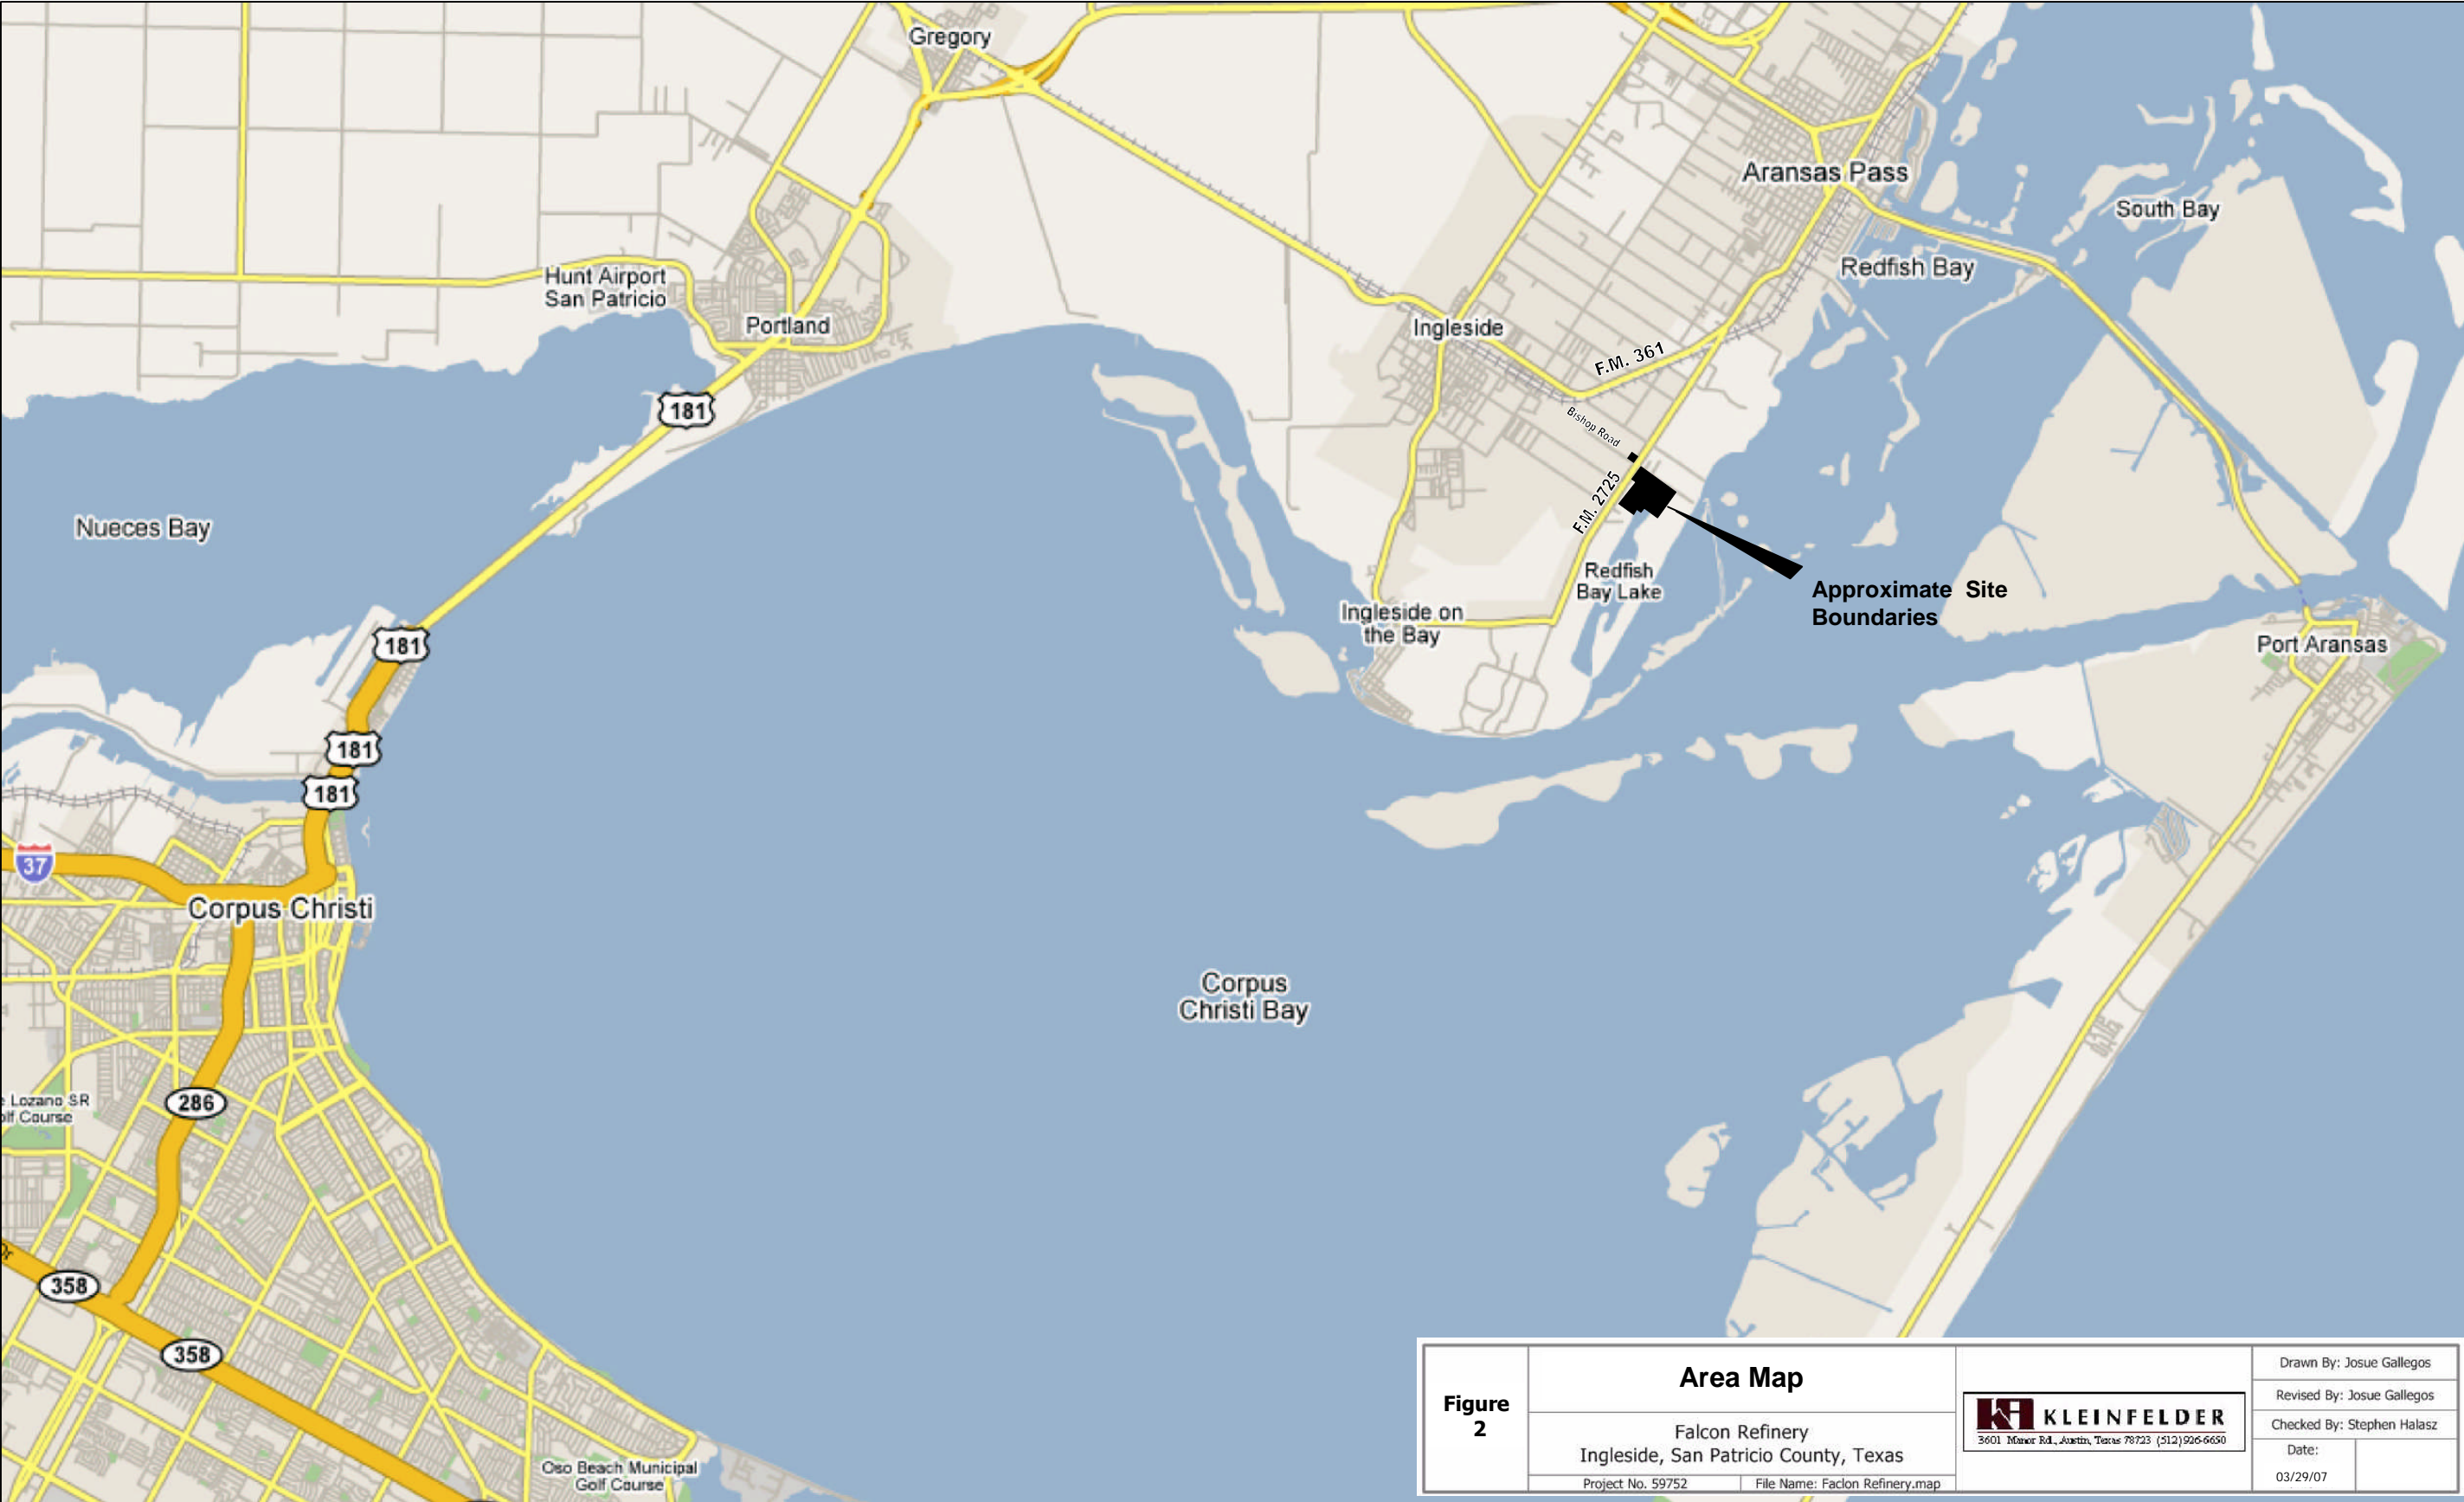 Gregory
Aransas Pass
South Bay
Redfish Bay
Hunt Airport
San Patricio
Portland
Ingleside
F.M. 361
181
Bishop Road
F.M. 2725
Nueces Bay
Redfish
Bay Lake
Approximate Site
Boundaries
Ingleside on
the Bay
181
Port Aransas
181
181
37
Corpus Christi
Corpus
Christi Bay
286
Lozano SR
olf Course
358
358
Oso Beach Municipal
Golf Course
Figure
2
Area Map
Falcon Refinery
Ingleside, San Patricio County, Texas
Project No. 59752
File Name: Faclon Refinery.map
KLEINFELDER
3601 Manor Rd., Austin, Texas 78723 (512)926-6650
Drawn By: Josue Gallegos
Revised By: Josue Gallegos
Checked By: Stephen Halasz
Date:
03/29/07